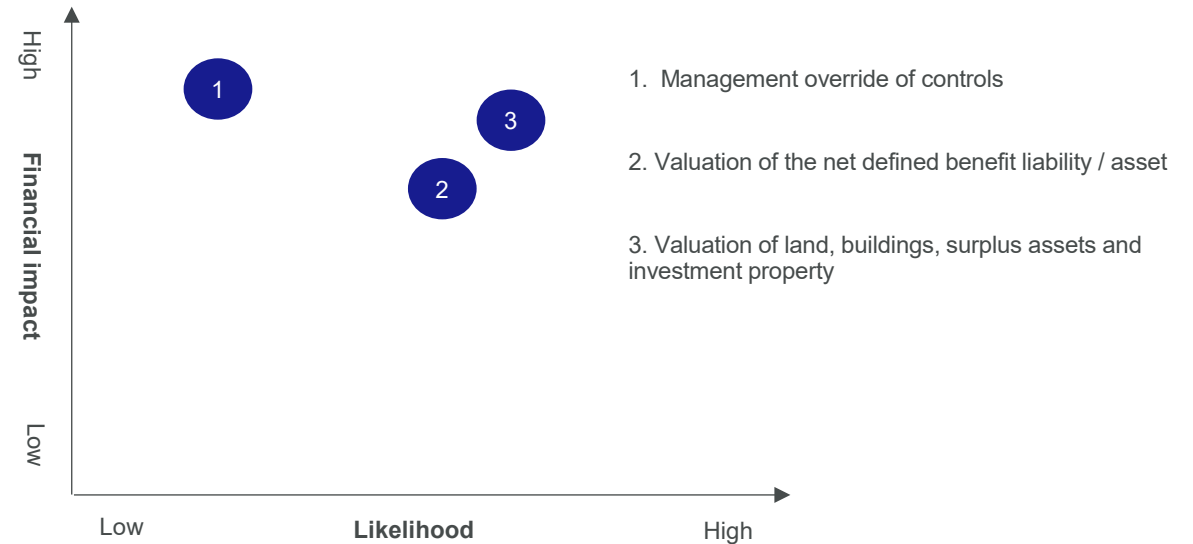 High
Financial impact
Low
1
3
2
Low
Likelihood
High
1. Management override of controls
2. Valuation of the net defined benefit liability / asset
3. Valuation of land, buildings, surplus assets and
investment property